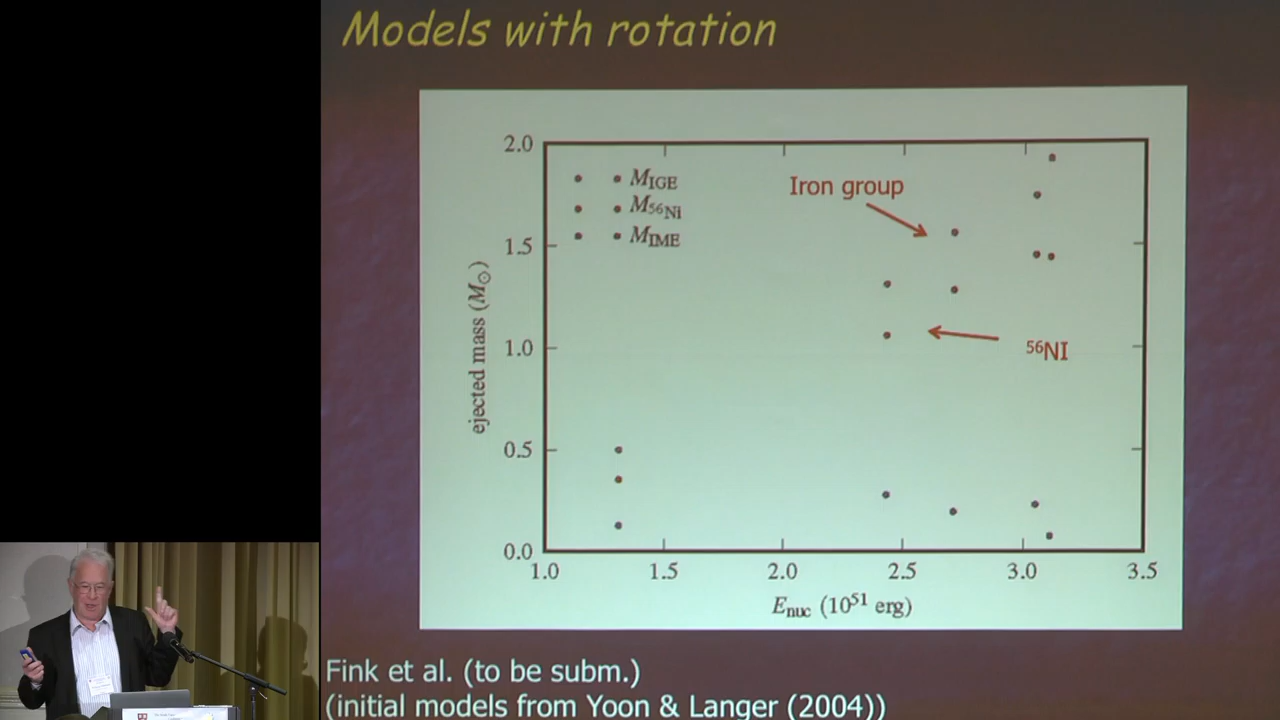 Models with rotation
2.0
1.5
1.0
0.5
0.0
ejected mass (M☉)
M_IGE
M_56Ni
M_IME
Iron group
56NI
1.0 1.5 2.0 2.5 3.0 3.5
E_nuc (10^51 erg)
Fink et al. (to be subm.)
(initial models from Yoon & Langer (2004))